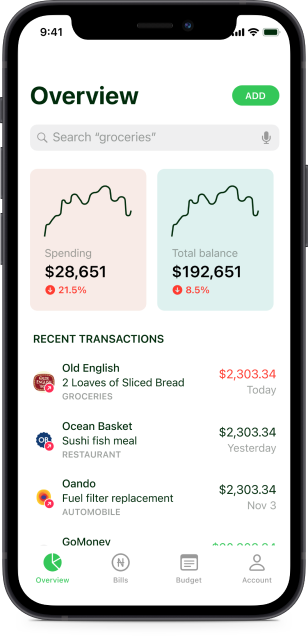 9:41
Overview
ADD
Search “groceries”
Spending
$28,651
21.5%
Total balance
$192,651
8.5%
RECENT TRANSACTIONS
Old English
2 Loaves of Sliced Bread
GROCERIES
$2,303.34
Today
Ocean Basket
Sushi fish meal
RESTAURANT
$2,303.34
Yesterday
Oando
Fuel filter replacement
AUTOMOBILE
$2,303.34
Nov 3
GoMoney
Overview
Bills
Budget
Account